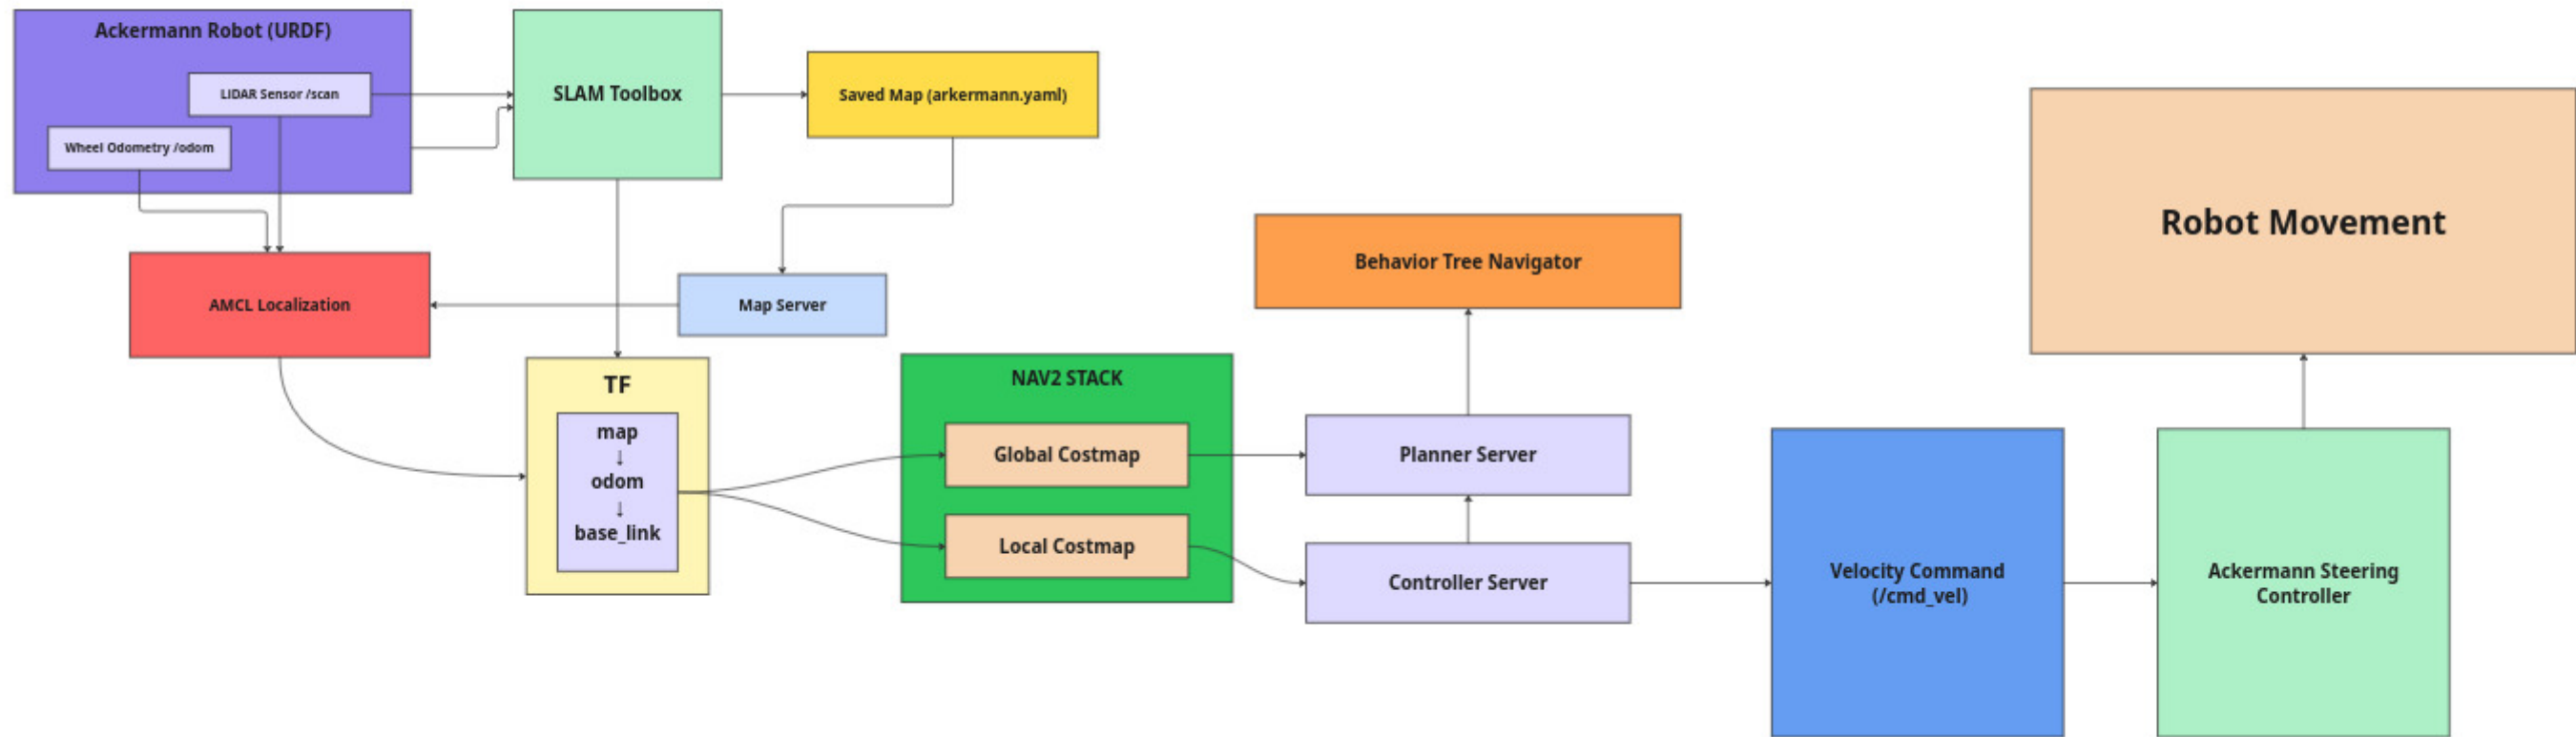 Ackermann Robot (URDF)
LIDAR Sensor /scan
Wheel Odometry /odom
SLAM Toolbox
Saved Map (arkermann.yaml)
AMCL Localization
Map Server
TF
map
↓
odom
↓
base_link
NAV2 STACK
Global Costmap
Local Costmap
Behavior Tree Navigator
Planner Server
Controller Server
Velocity Command
(/cmd_vel)
Ackermann Steering
Controller
Robot Movement